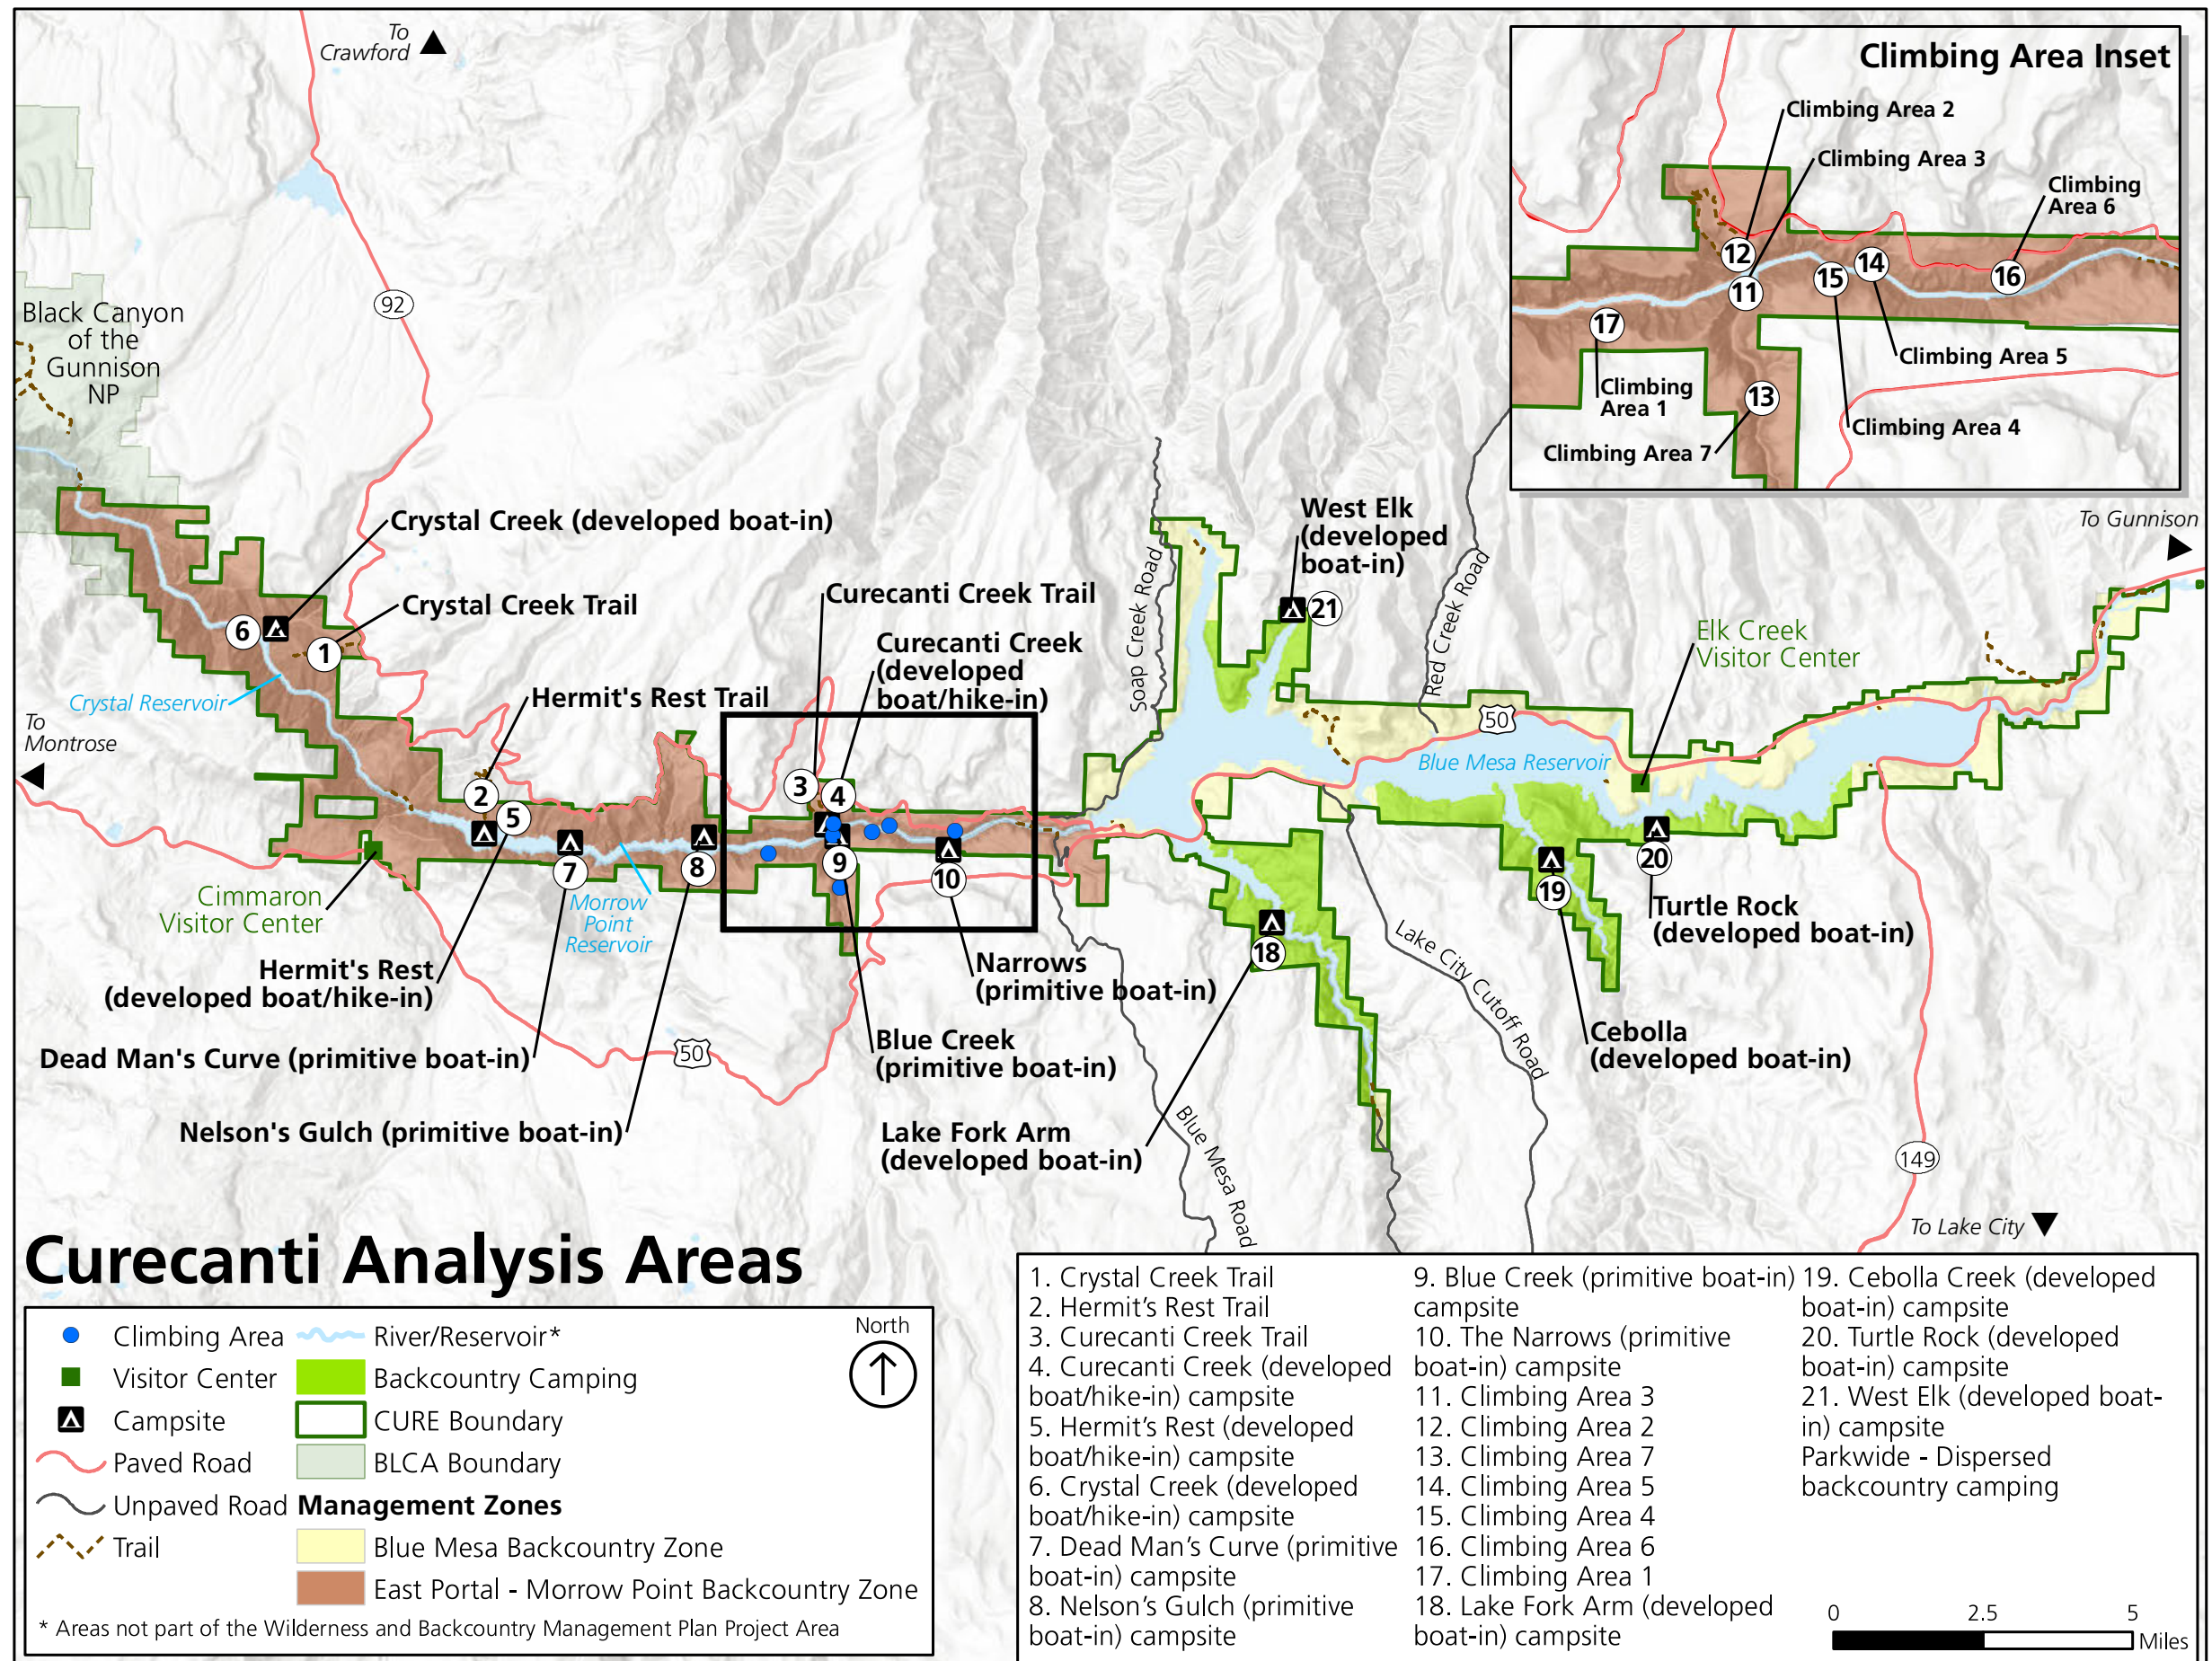 To
Crawford
Climbing Area Inset
Climbing Area 2
Climbing Area 3
Climbing
Area 6
12
11
15
14
16
17
13
Climbing Area 5
Climbing
Area 1
Climbing Area 4
Climbing Area 7
92
Black Canyon
of the
Gunnison
NP
Crystal Creek (developed boat-in)
Crystal Creek Trail
6
1
Crystal Reservoir
To
Montrose
Hermit's Rest Trail
2
5
7
8
Curecanti Creek Trail
Curecanti Creek
(developed
boat/hike-in)
3
4
9
10
Soap Creek Road
West Elk
(developed
boat-in)
21
Red Creek Road
To Gunnison
Elk Creek
Visitor Center
50
Blue Mesa Reservoir
Cimmaron
Visitor Center
Morrow
Point
Reservoir
Hermit's Rest
(developed boat/hike-in)
Dead Man's Curve (primitive boat-in)
Nelson's Gulch (primitive boat-in)
50
Narrows
(primitive boat-in)
Blue Creek
(primitive boat-in)
Lake Fork Arm
(developed boat-in)
18
19
20
Turtle Rock
(developed boat-in)
Cebolla
(developed boat-in)
Lake City Cutoff Road
Blue Mesa Road
149
To Lake City
Curecanti Analysis Areas
Climbing Area
Visitor Center
Campsite
Paved Road
Unpaved Road
Trail
River/Reservoir*
Backcountry Camping
CURE Boundary
BLCA Boundary
Management Zones
Blue Mesa Backcountry Zone
East Portal - Morrow Point Backcountry Zone
North
* Areas not part of the Wilderness and Backcountry Management Plan Project Area
1. Crystal Creek Trail
2. Hermit’s Rest Trail
3. Curecanti Creek Trail
4. Curecanti Creek (developed
boat/hike-in) campsite
5. Hermit’s Rest (developed
boat/hike-in) campsite
6. Crystal Creek (developed
boat/hike-in) campsite
7. Dead Man’s Curve (primitive
boat-in) campsite
8. Nelson’s Gulch (primitive
boat-in) campsite
9. Blue Creek (primitive boat-in)
campsite
10. The Narrows (primitive
boat-in) campsite
11. Climbing Area 3
12. Climbing Area 2
13. Climbing Area 7
14. Climbing Area 5
15. Climbing Area 4
16. Climbing Area 6
17. Climbing Area 1
18. Lake Fork Arm (developed
boat-in) campsite
19. Cebolla Creek (developed
boat-in) campsite
20. Turtle Rock (developed
boat-in) campsite
21. West Elk (developed boat-
in) campsite
Parkwide - Dispersed
backcountry camping
0 2.5 5
Miles